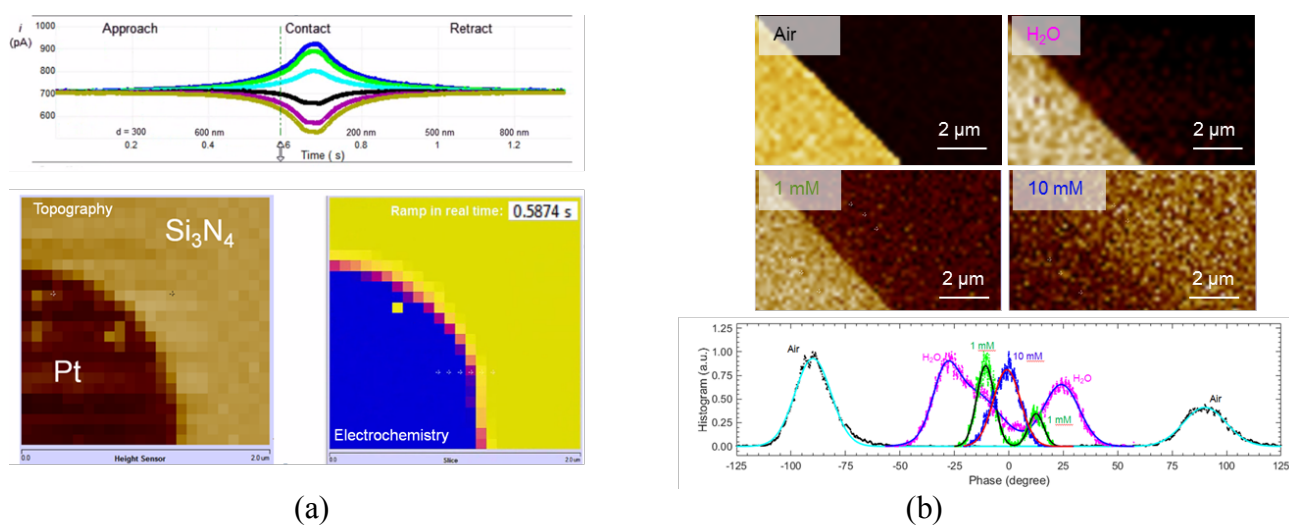 i
(pA)
1000
900
800
700
600
Approach
Contact
Retract
d = 300
600 nm
200 nm
500 nm
800 nm
0.2
0.4
0.6
0.8
1
1.2
Time ( s)
Topography
Si3N4
Pt
0.0
Height Sensor
2.0 um
Ramp in real time: 0.5874 s
Electrochemistry
0.0
Slice
2.0 um
(a)
Air
2 µm
H2O
2 µm
1 mM
2 µm
10 mM
2 µm
Histogram (a.u.)
1.25
1.00
0.75
0.50
0.25
0.00
Air
H2O
1 mM
10 mM
H2O
1 mM
Air
-125
-100
-75
-50
-25
0
25
50
75
100
125
Phase (degree)
(b)